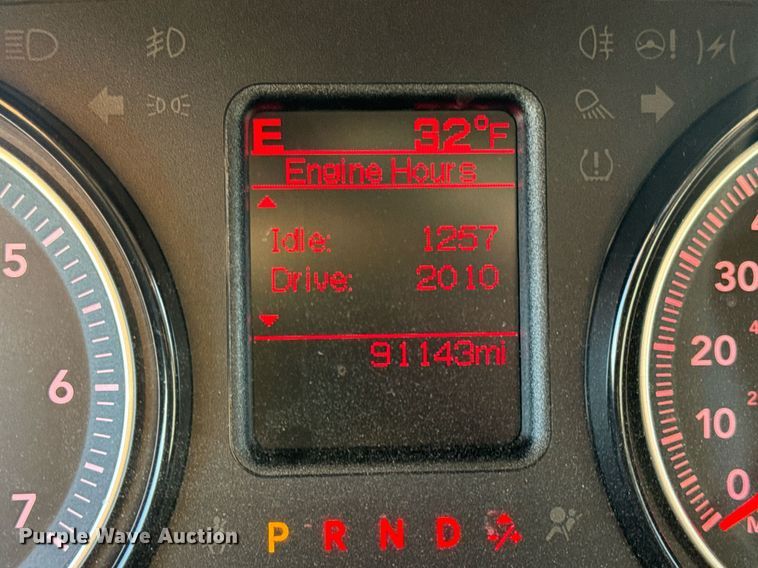 E 32°F
Engine Hours
Idle: 1257
Drive: 2010
91143mi
5
6
7
30
20
10
0
P R N D
Purple Wave Auction